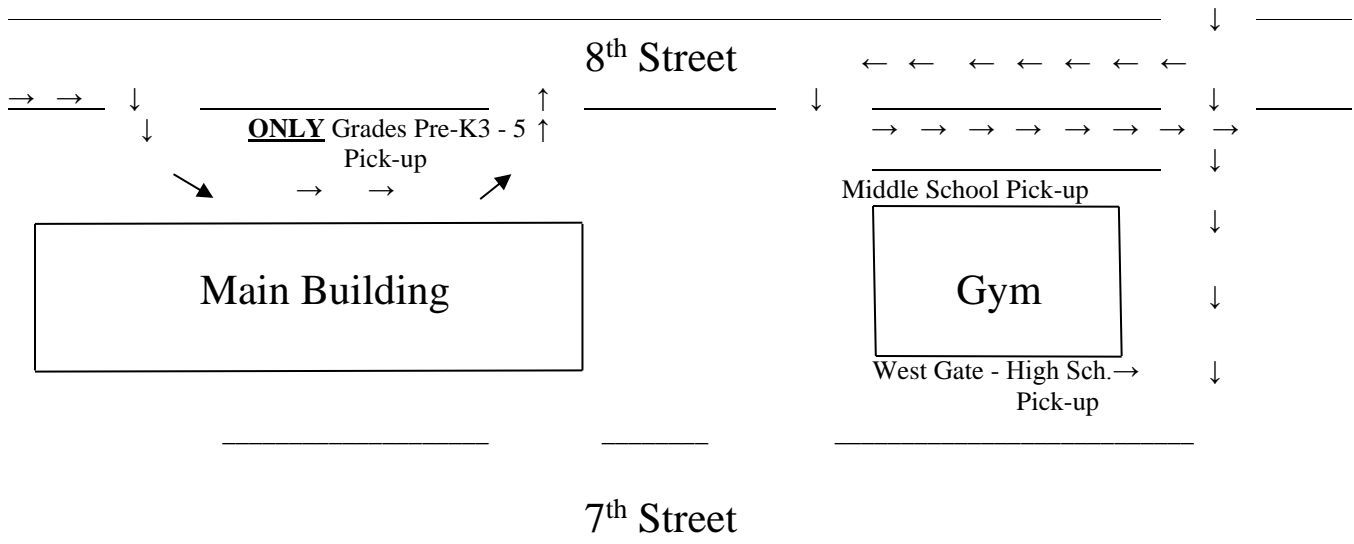 8th Street
ONLY Grades Pre-K3 - 5
Pick-up
Middle School Pick-up
Main Building
Gym
West Gate - High Sch.→
Pick-up
7th Street